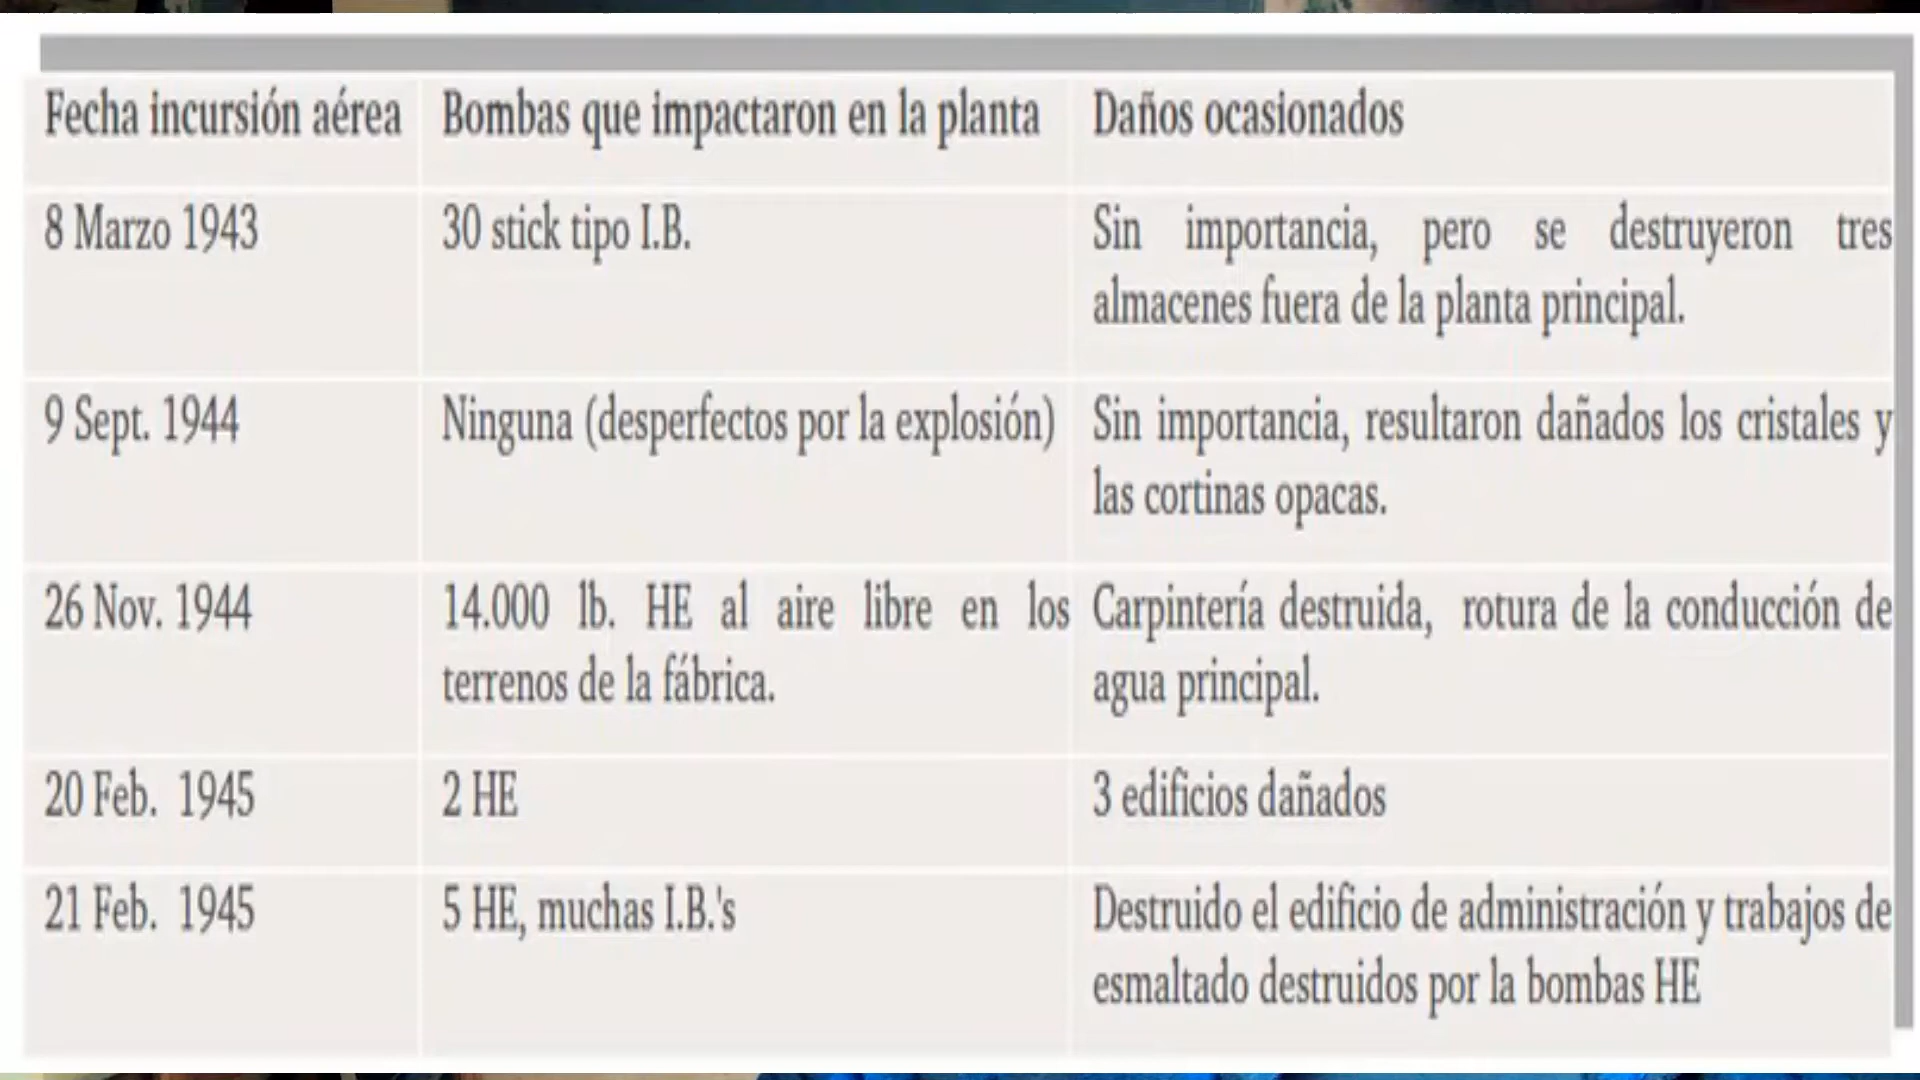 Fecha incursión aérea Bombas que impactaron en la planta Daños ocasionados
8 Marzo 1943 30 stick tipo I.B. Sin importancia, pero se destruyeron tres
almacenes fuera de la planta principal.
9 Sept. 1944 Ninguna (desperfectos por la explosión) Sin importancia, resultaron dañados los cristales y
las cortinas opacas.
26 Nov. 1944 14.000 lb. HE al aire libre en los Carpintería destruida, rotura de la conducción de
terrenos de la fábrica. agua principal.
20 Feb. 1945 2 HE 3 edificios dañados
21 Feb. 1945 5 HE, muchas I.B.'s Destruido el edificio de administración y trabajos de
esmaltado destruidos por la bombas HE